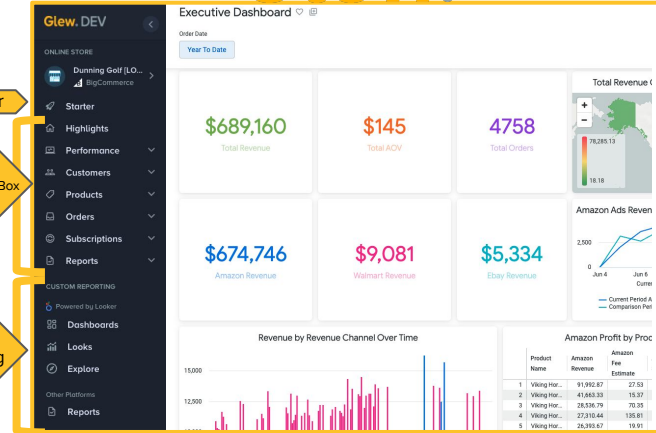 Glew. DEV
ONLINE STORE
Dunning Golf [LO...
BigCommerce
Starter
Highlights
Performance
Customers
Products
Orders
Subscriptions
Reports
CUSTOM REPORTING
Powered by Looker
Dashboards
Looks
Explore
Other Platforms
Reports
r
Box
g
Executive Dashboard
Order Date
Year To Date
$689,160
Total Revenue
$145
Total AOV
4758
Total Orders
Total Revenue
+
−
78,285.13
18.18
$674,746
Amazon Revenue
$9,081
Walmart Revenue
$5,334
Ebay Revenue
Amazon Ads Reven
2,500
0
Jun 4 Jun 6
Curre
Current Period A
Comparison Peri
Revenue by Revenue Channel Over Time
15,000
12,500
Amazon Profit by Prod
Product Name Amazon Revenue Amazon Fee Estimate
1 Viking Hor... 91,992.87 27.53
2 Viking Hor... 41,663.33 15.37
3 Viking Hor... 28,536.79 70.35
4 Viking Hor... 27,310.44 135.81
5 Viking Hor... 26,393.67 19.91